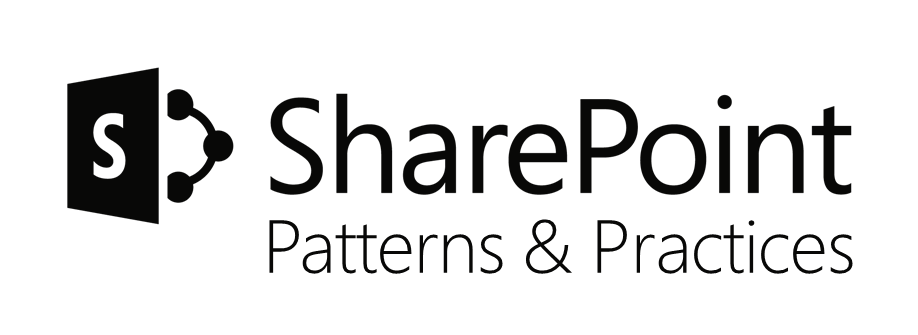 S
SharePoint
Patterns & Practices